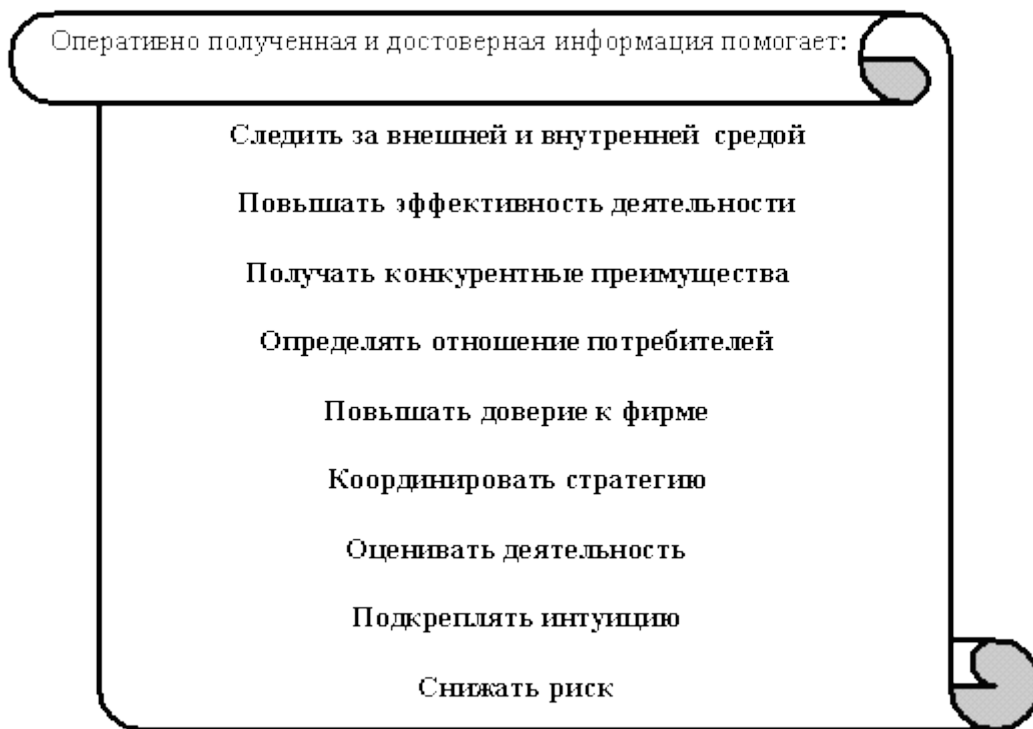 Оперативно полученная и достоверная информация помогает:
Следить за внешней и внутренней средой
Повышать эффективность деятельности
Получать конкурентные преимущества
Определять отношение потребителей
Повышать доверие к фирме
Координировать стратегию
Оценивать деятельность
Подкреплять интуицию
Снижать риск